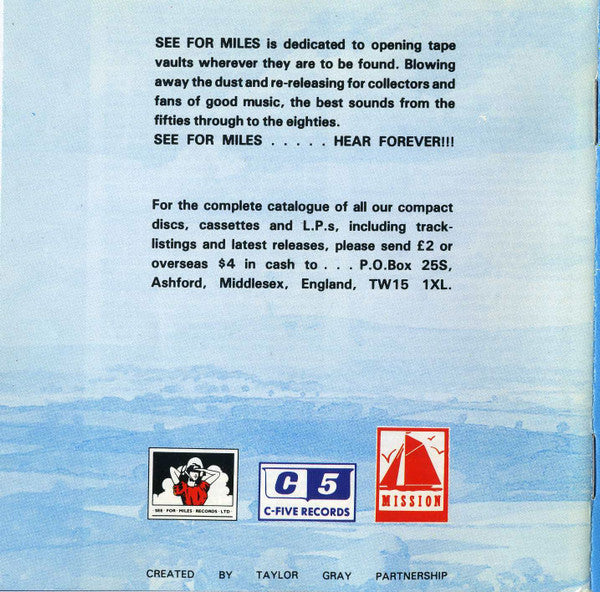 SEE FOR MILES is dedicated to opening tape
vaults wherever they are to be found. Blowing
away the dust and re-releasing for collectors and
fans of good music, the best sounds from the
fifties through to the eighties.
SEE FOR MILES . . . . . HEAR FOREVER!!!
For the complete catalogue of all our compact
discs, cassettes and L.P.s, including track-
listings and latest releases, please send £2 or
overseas $4 in cash to . . . P.O.Box 25S,
Ashford, Middlesex, England, TW15 1XL.
SEE · FOR · MILES · RECORDS · LTD
C 5
C-FIVE RECORDS
MISSION
CREATED BY TAYLOR GRAY PARTNERSHIP